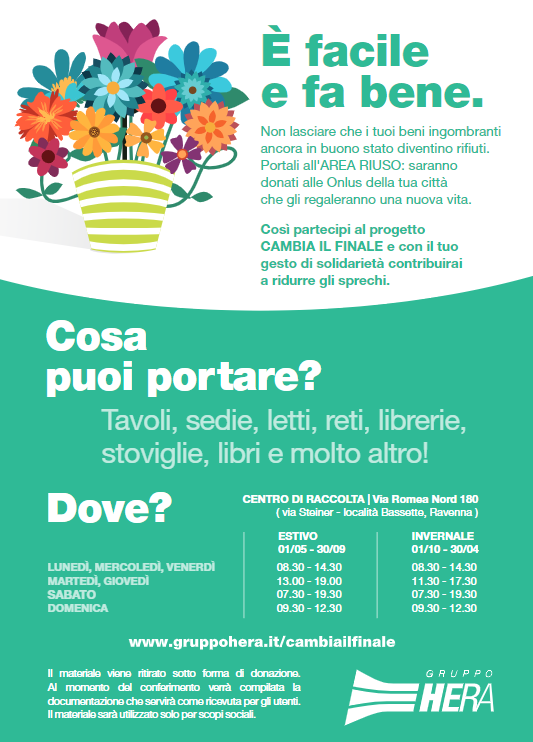 È facile
e fa bene.
Non lasciare che i tuoi beni ingombranti
ancora in buono stato diventino rifiuti.
Portali all'AREA RIUSO: saranno
donati alle Onlus della tua città
che gli regaleranno una nuova vita.
Così partecipi al progetto
CAMBIA IL FINALE e con il tuo
gesto di solidarietà contribuirai
a ridurre gli sprechi.
Cosa
puoi portare?
Tavoli, sedie, letti, reti, librerie,
stoviglie, libri e molto altro!
Dove?
CENTRO DI RACCOLTA | Via Romea Nord 180
( via Steiner - località Bassette, Ravenna )
ESTIVO INVERNALE
01/05 - 30/09 01/10 - 30/04
LUNEDÌ, MERCOLEDÌ, VENERDÌ 08.30 - 14.30 08.30 - 14.30
MARTEDÌ, GIOVEDÌ 13.00 - 19.00 11.30 - 17.30
SABATO 07.30 - 19.30 07.30 - 19.30
DOMENICA 09.30 - 12.30 09.30 - 12.30
www.gruppohera.it/cambiailfinale
Il materiale viene ritirato sotto forma di donazione.
Al momento del conferimento verrà compilata la
documentazione che servirà come ricevuta per gli utenti.
Il materiale sarà utilizzato solo per scopi sociali.
GRUPPO
HERA